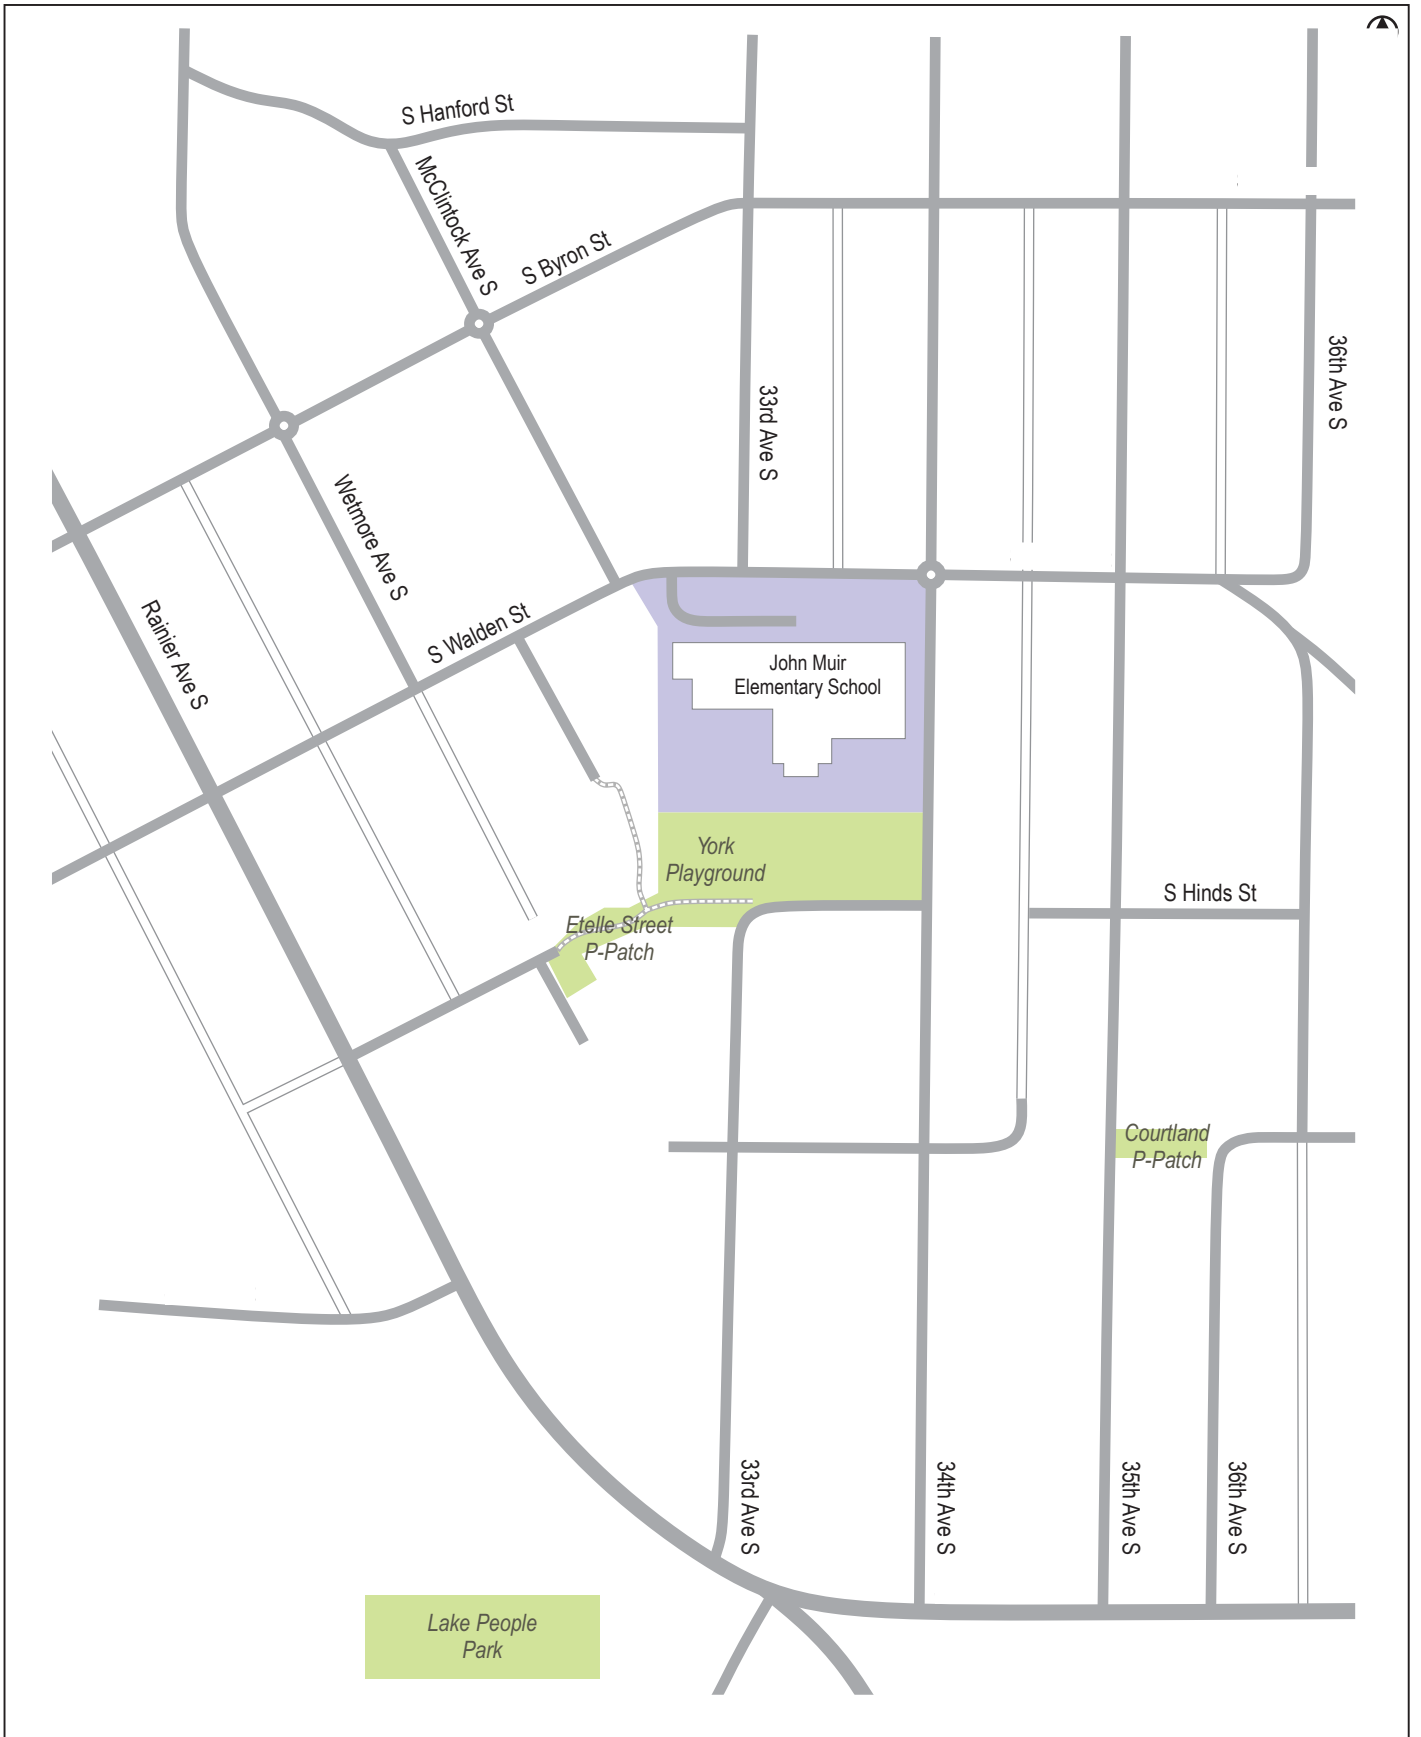 S Hanford St
McClintock Ave S
S Byron St
33rd Ave S
36th Ave S
Wetmore Ave S
Rainier Ave S
S Walden St
John Muir
Elementary School
York
Playground
S Hinds St
Etelle Street
P-Patch
Courtland
P-Patch
33rd Ave S
34th Ave S
35th Ave S
36th Ave S
Lake People
Park